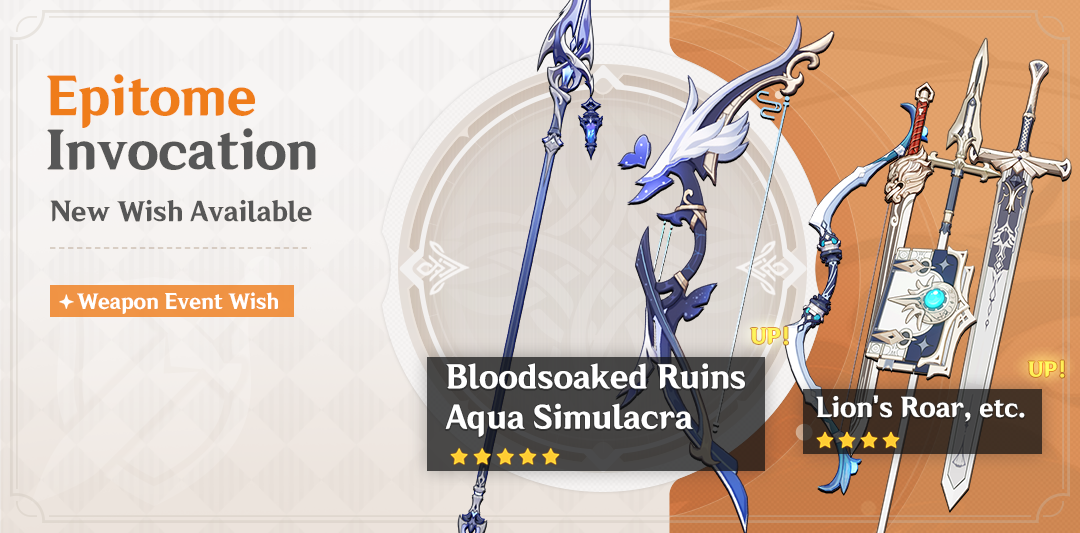 Epitome
Invocation
New Wish Available
Weapon Event Wish
UP!
Bloodsoaked Ruins
Aqua Simulacra
UP!
Lion's Roar, etc.